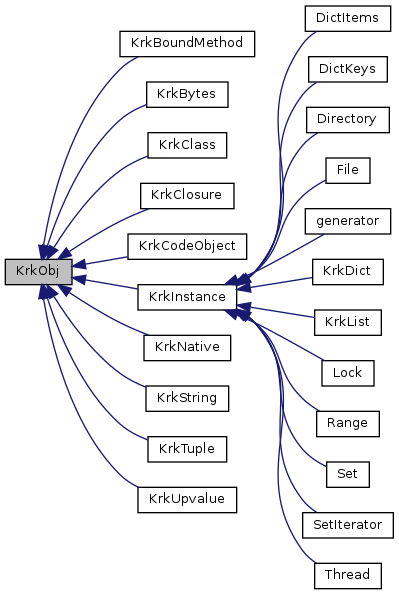 KrkObj
KrkBoundMethod
KrkBytes
KrkClass
KrkClosure
KrkCodeObject
KrkInstance
KrkNative
KrkString
KrkTuple
KrkUpvalue
DictItems
DictKeys
Directory
File
generator
KrkDict
KrkList
Lock
Range
Set
SetIterator
Thread